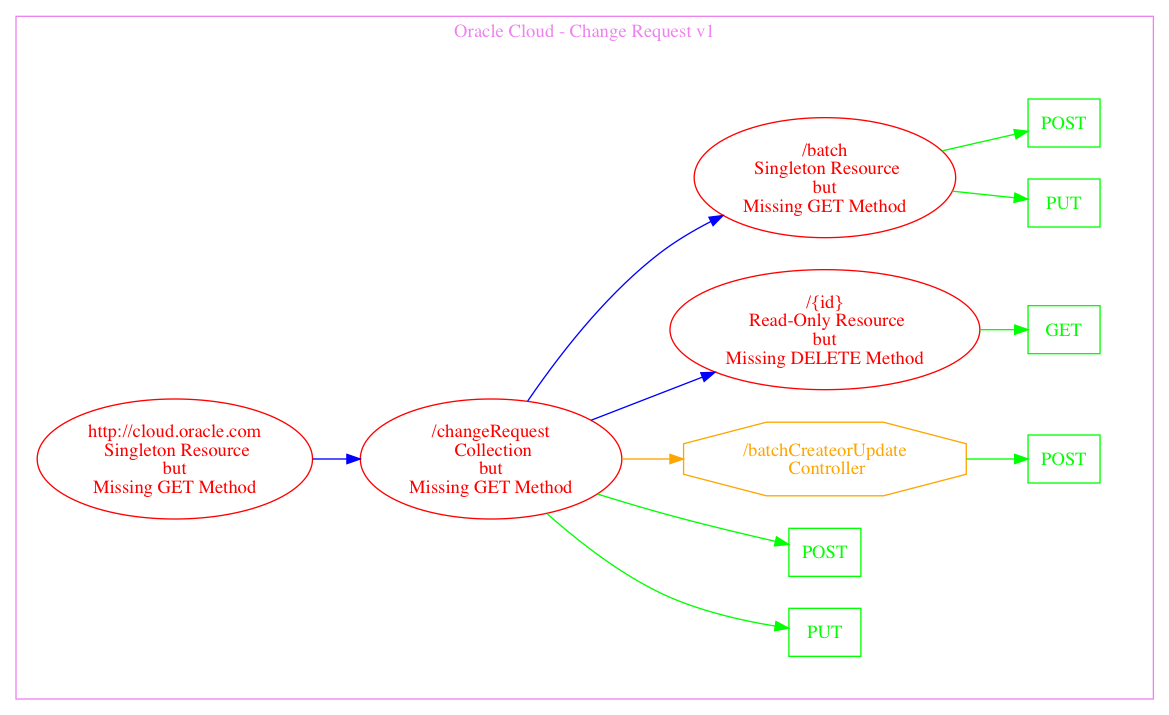 Oracle Cloud - Change Request v1
/batch
Singleton Resource
but
Missing GET Method
POST
PUT
/{id}
Read-Only Resource
but
Missing DELETE Method
GET
http://cloud.oracle.com
Singleton Resource
but
Missing GET Method
/changeRequest
Collection
but
Missing GET Method
/batchCreateorUpdate
Controller
POST
POST
PUT